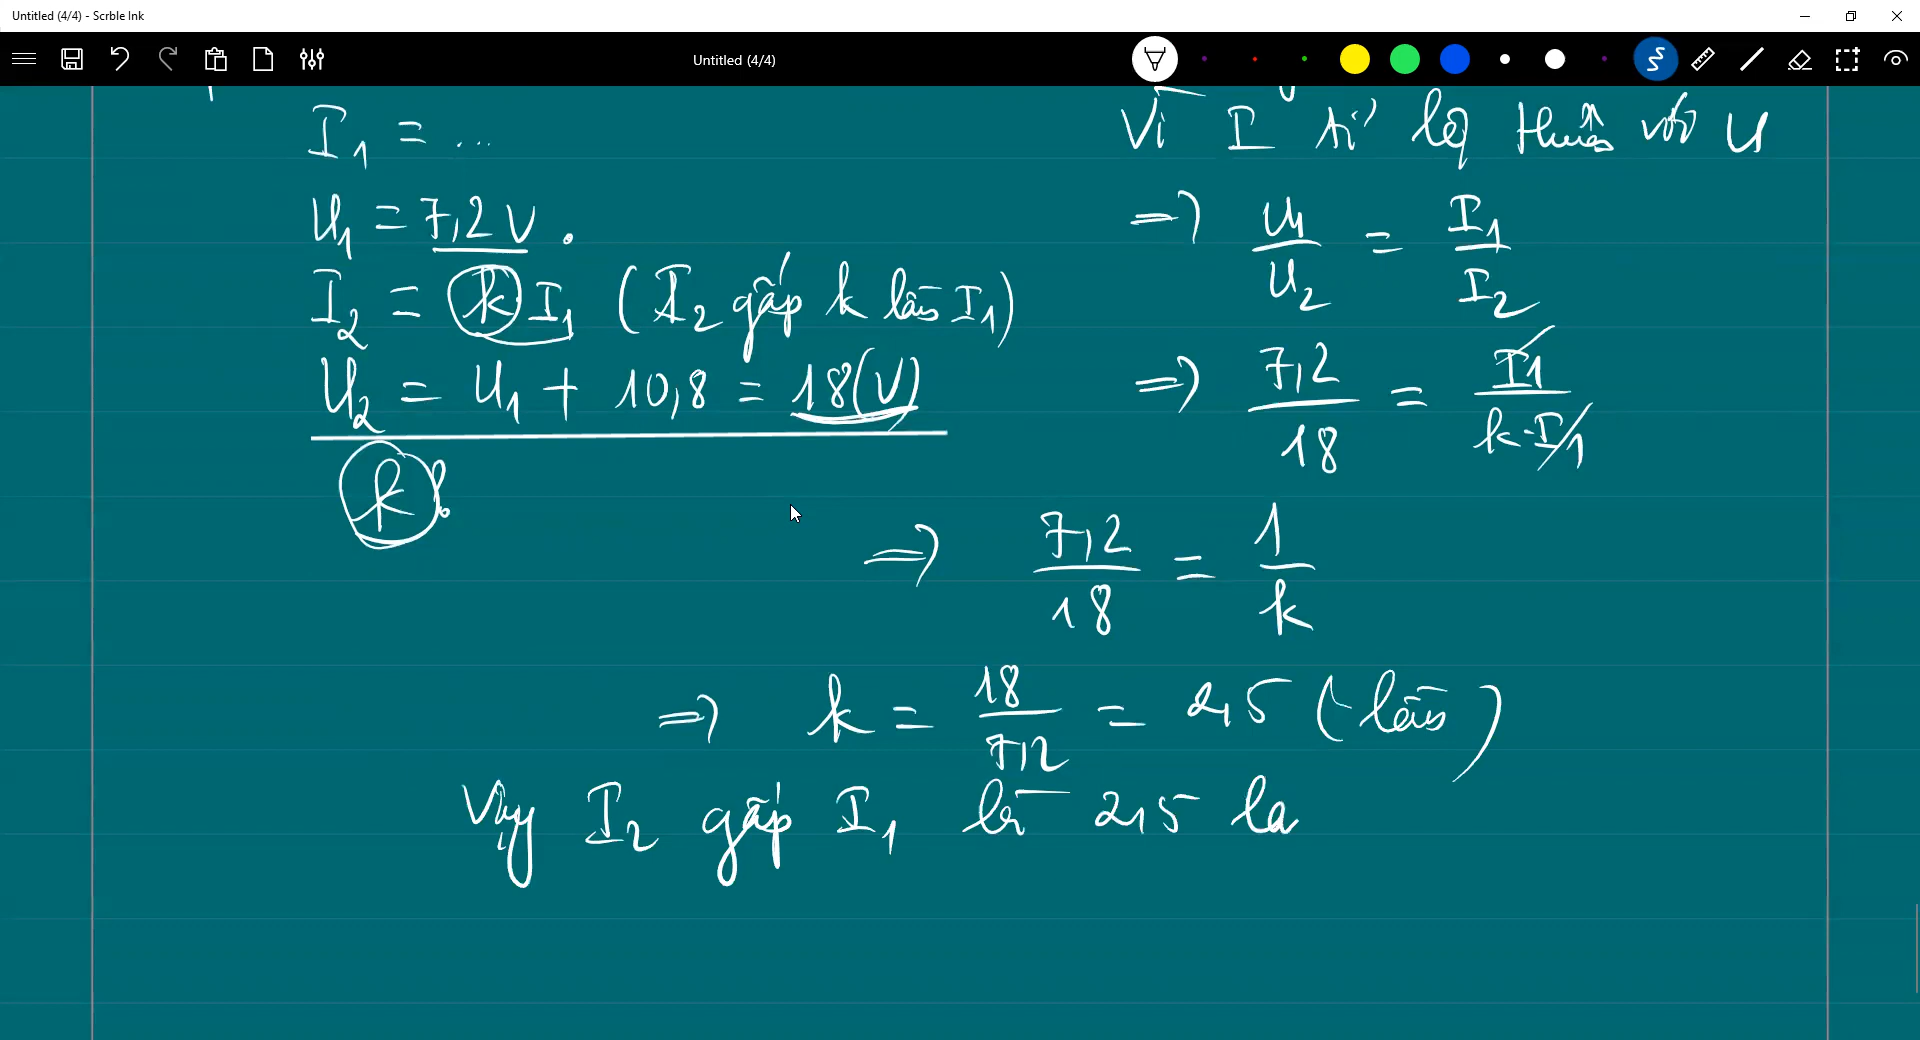 Untitled (4/4) - Scrble Ink
Untitled (4/4)
I₁ = ...
U₁ = 7,2 V .
I₂ = k I₁ (I₂ gấp k lần I₁)
U₂ = U₁ + 10,8 = 18(V)
k ?
Vì I tỉ lệ thuận với U
=> U₁/U₂ = I₁/I₂
=> 7,2/18 = I1/k.I1
=> 7,2/18 = 1/k
=> k = 18/7,2 = 2,5 (lần)
Vậy I₂ gấp I₁ là 2,5 la